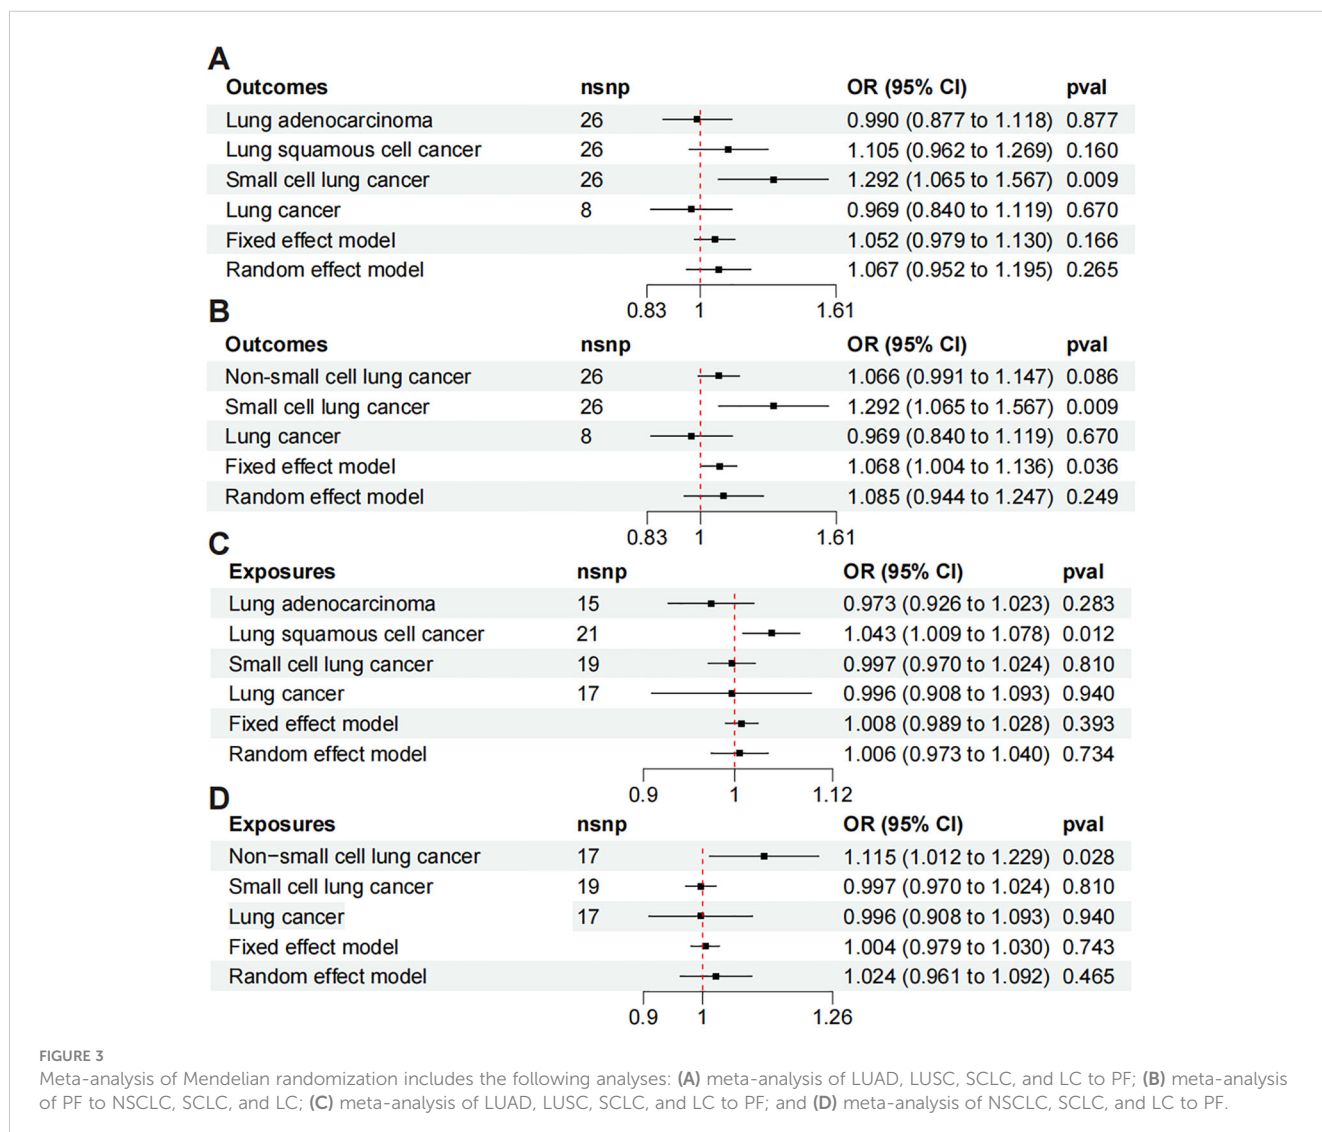 A
Outcomes nsnp OR (95% CI) pval
Lung adenocarcinoma 26 0.990 (0.877 to 1.118) 0.877
Lung squamous cell cancer 26 1.105 (0.962 to 1.269) 0.160
Small cell lung cancer 26 1.292 (1.065 to 1.567) 0.009
Lung cancer 8 0.969 (0.840 to 1.119) 0.670
Fixed effect model 1.052 (0.979 to 1.130) 0.166
Random effect model 1.067 (0.952 to 1.195) 0.265
0.83 1 1.61
B
Outcomes nsnp OR (95% CI) pval
Non-small cell lung cancer 26 1.066 (0.991 to 1.147) 0.086
Small cell lung cancer 26 1.292 (1.065 to 1.567) 0.009
Lung cancer 8 0.969 (0.840 to 1.119) 0.670
Fixed effect model 1.068 (1.004 to 1.136) 0.036
Random effect model 1.085 (0.944 to 1.247) 0.249
0.83 1 1.61
C
Exposures nsnp OR (95% CI) pval
Lung adenocarcinoma 15 0.973 (0.926 to 1.023) 0.283
Lung squamous cell cancer 21 1.043 (1.009 to 1.078) 0.012
Small cell lung cancer 19 0.997 (0.970 to 1.024) 0.810
Lung cancer 17 0.996 (0.908 to 1.093) 0.940
Fixed effect model 1.008 (0.989 to 1.028) 0.393
Random effect model 1.006 (0.973 to 1.040) 0.734
0.9 1 1.12
D
Exposures nsnp OR (95% CI) pval
Non−small cell lung cancer 17 1.115 (1.012 to 1.229) 0.028
Small cell lung cancer 19 0.997 (0.970 to 1.024) 0.810
Lung cancer 17 0.996 (0.908 to 1.093) 0.940
Fixed effect model 1.004 (0.979 to 1.030) 0.743
Random effect model 1.024 (0.961 to 1.092) 0.465
0.9 1 1.26
FIGURE 3
Meta-analysis of Mendelian randomization includes the following analyses: (A) meta-analysis of LUAD, LUSC, SCLC, and LC to PF; (B) meta-analysis
of PF to NSCLC, SCLC, and LC; (C) meta-analysis of LUAD, LUSC, SCLC, and LC to PF; and (D) meta-analysis of NSCLC, SCLC, and LC to PF.